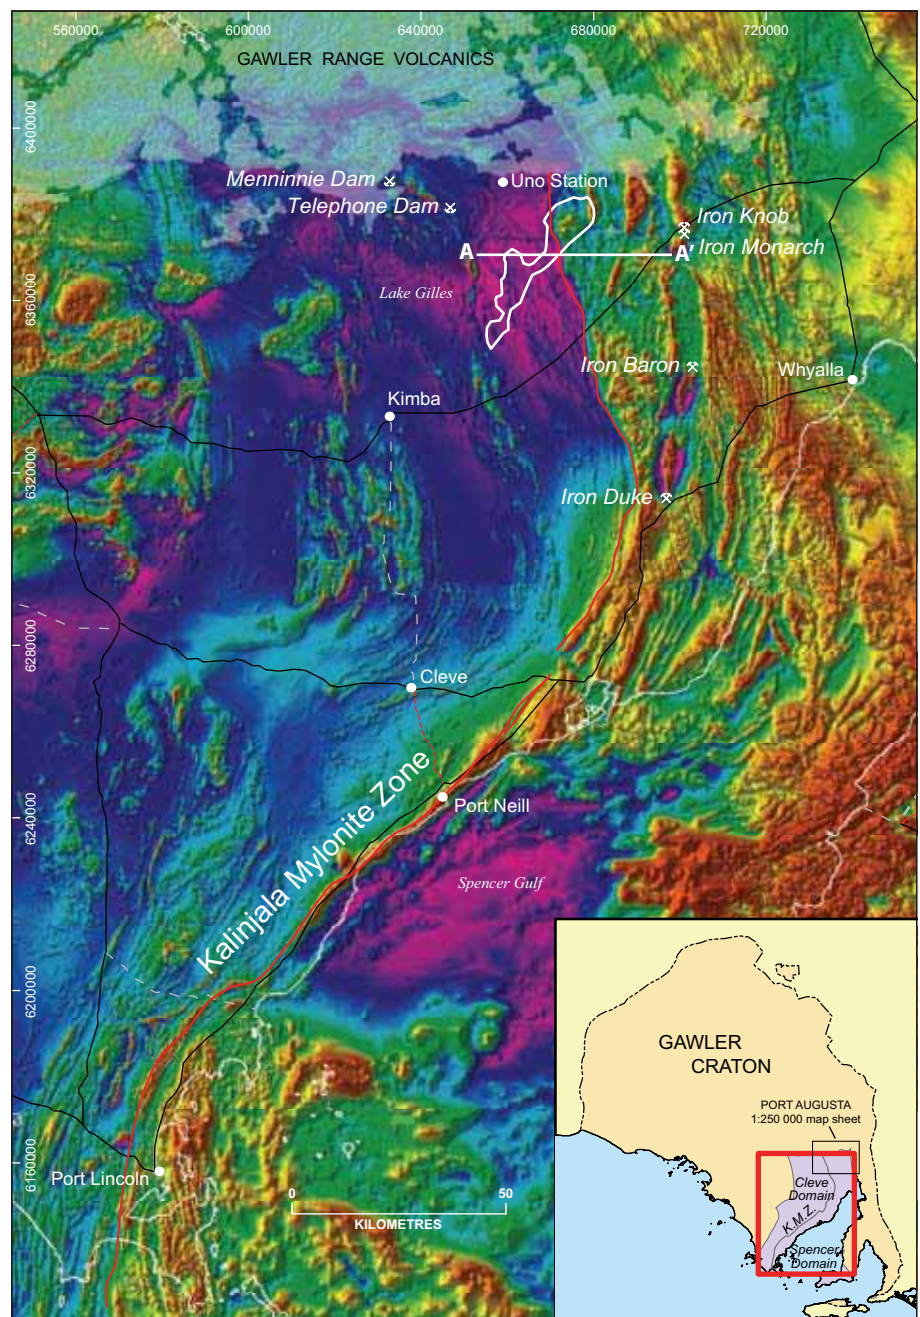 560000
600000
640000
680000
720000
GAWLER RANGE VOLCANICS
6400000
Menninnie Dam
Uno Station
Telephone Dam
Iron Knob
A
A'
Iron Monarch
Lake Gilles
6360000
Iron Baron
Whyalla
Kimba
6320000
Iron Duke
6280000
Cleve
Kalinjala Mylonite Zone
Port Neill
6240000
Spencer Gulf
6200000
GAWLER
CRATON
PORT AUGUSTA
1:250 000 map sheet
6160000
Port Lincoln
0
50
KILOMETRES
Cleve
Domain
K.M.Z.
Spencer
Domain